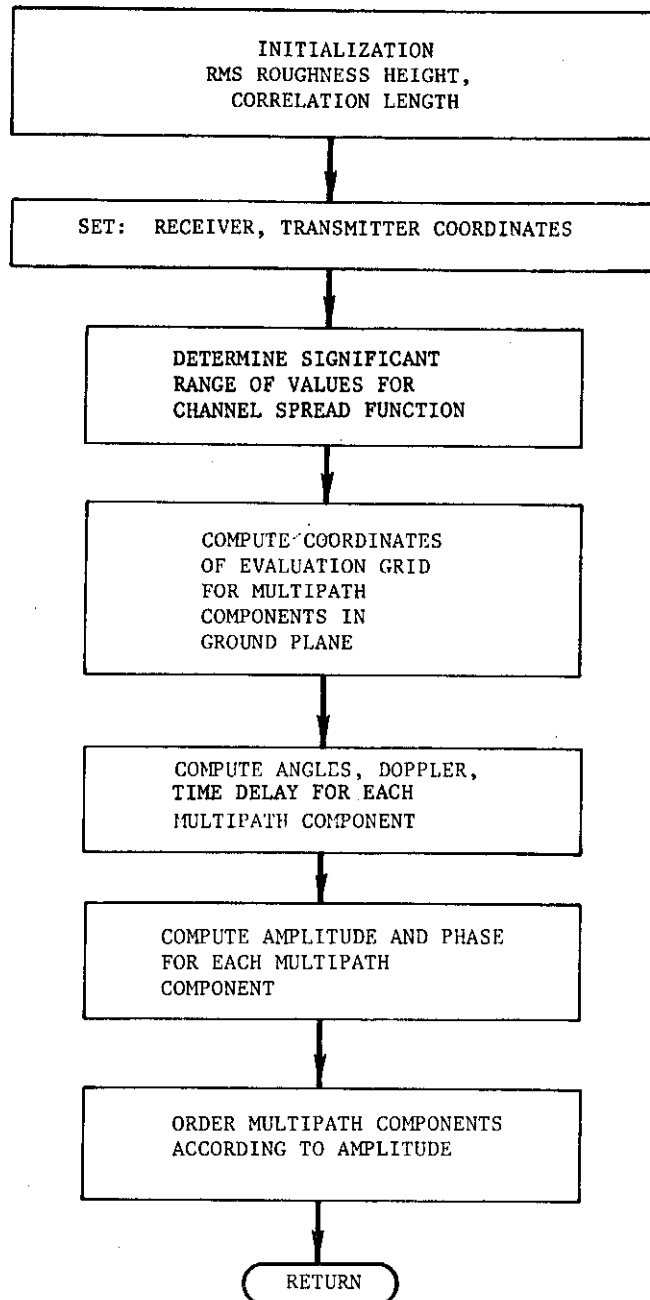 INITIALIZATION
RMS ROUGHNESS HEIGHT,
CORRELATION LENGTH
SET: RECEIVER, TRANSMITTER COORDINATES
DETERMINE SIGNIFICANT
RANGE OF VALUES FOR
CHANNEL SPREAD FUNCTION
COMPUTE COORDINATES
OF EVALUATION GRID
FOR MULTIPATH
COMPONENTS IN
GROUND PLANE
COMPUTE ANGLES, DOPPLER,
TIME DELAY FOR EACH
MULTIPATH COMPONENT
COMPUTE AMPLITUDE AND PHASE
FOR EACH MULTIPATH
COMPONENT
ORDER MULTIPATH COMPONENTS
ACCORDING TO AMPLITUDE
RETURN